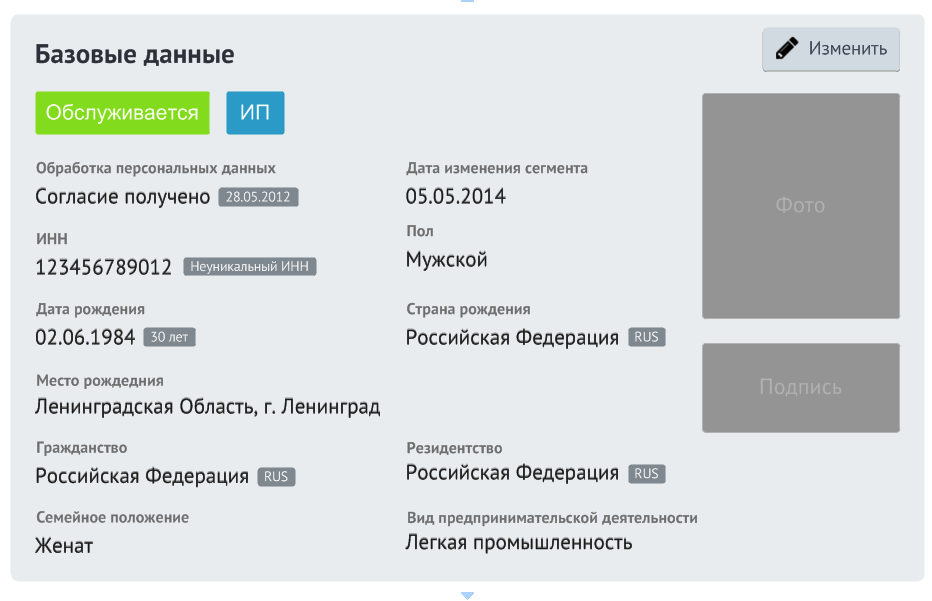 Базовые данные
Изменить
Обслуживается ИП
Обработка персональных данных
Согласие получено 28.05.2012
Дата изменения сегмента
05.05.2014
Фото
ИНН
123456789012 Неуникальный ИНН
Пол
Мужской
Дата рождения
02.06.1984 30 лет
Страна рождения
Российская Федерация RUS
Подпись
Место рождедния
Ленинградская Область, г. Ленинград
Гражданство
Российская Федерация RUS
Резидентство
Российская Федерация RUS
Семейное положение
Женат
Вид предпринимательской деятельности
Легкая промышленность